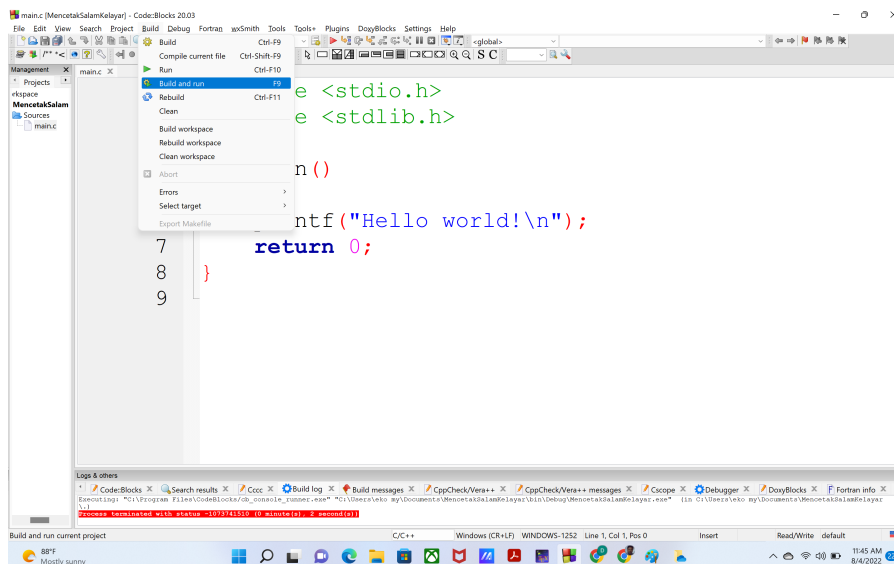 main.c [MencetakSalamKelayar] - Code::Blocks 20.03
File Edit View Search Project Build Debug Fortran wxSmith Tools Tools+ Plugins DoxyBlocks Settings Help
<global>
/** *<
S C
Management X
main.c X
Projects
rkspace
MencetakSalam
Sources
main.c
Build Ctrl-F9
Compile current file Ctrl-Shift-F9
Run Ctrl-F10
Build and run F9
Rebuild Ctrl-F11
Clean
Build workspace
Rebuild workspace
Clean workspace
Abort
Errors
Select target
Export Makefile
e <stdio.h>
e <stdlib.h>
n()
ntf("Hello world!\n");
7 return 0;
8 }
9
Logs & others
Code::Blocks X Search results X Cccc X Build log X Build messages X CppCheck/Vera++ X CppCheck/Vera++ messages X Cscope X Debugger X DoxyBlocks X Fortran info X
Executing: "C:\Program Files\CodeBlocks/cb_console_runner.exe" "C:\Users\eko my\Documents\MencetakSalamKelayar\bin\Debug\MencetakSalamKelayar.exe" (in C:\Users\eko my\Documents\MencetakSalamKelayar
\.)
Process terminated with status -1073741510 (0 minute(s), 2 second(s))
Build and run current project C/C++ Windows (CR+LF) WINDOWS-1252 Line 1, Col 1, Pos 0 Insert Read/Write default
88°F
Mostly sunny
11:45 AM
8/4/2022
22